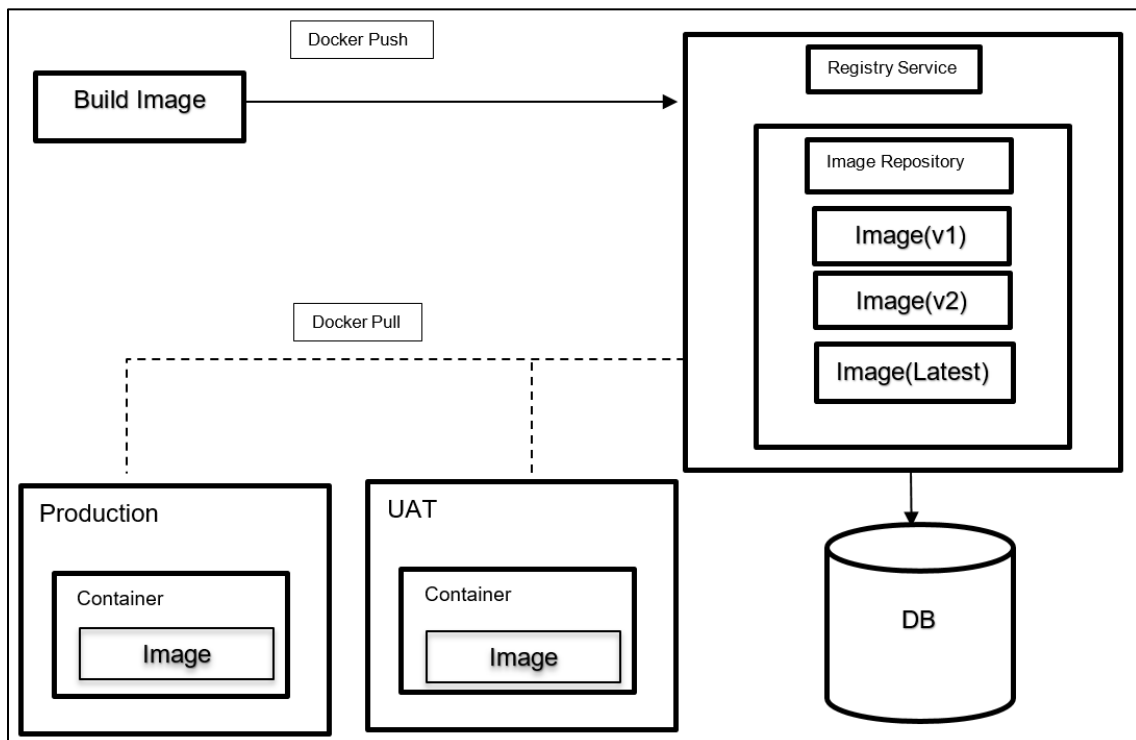 Docker Push
Registry Service
Build Image
Image Repository
Image(v1)
Image(v2)
Docker Pull
Image(Latest)
Production
UAT
Container
Container
Image
Image
DB